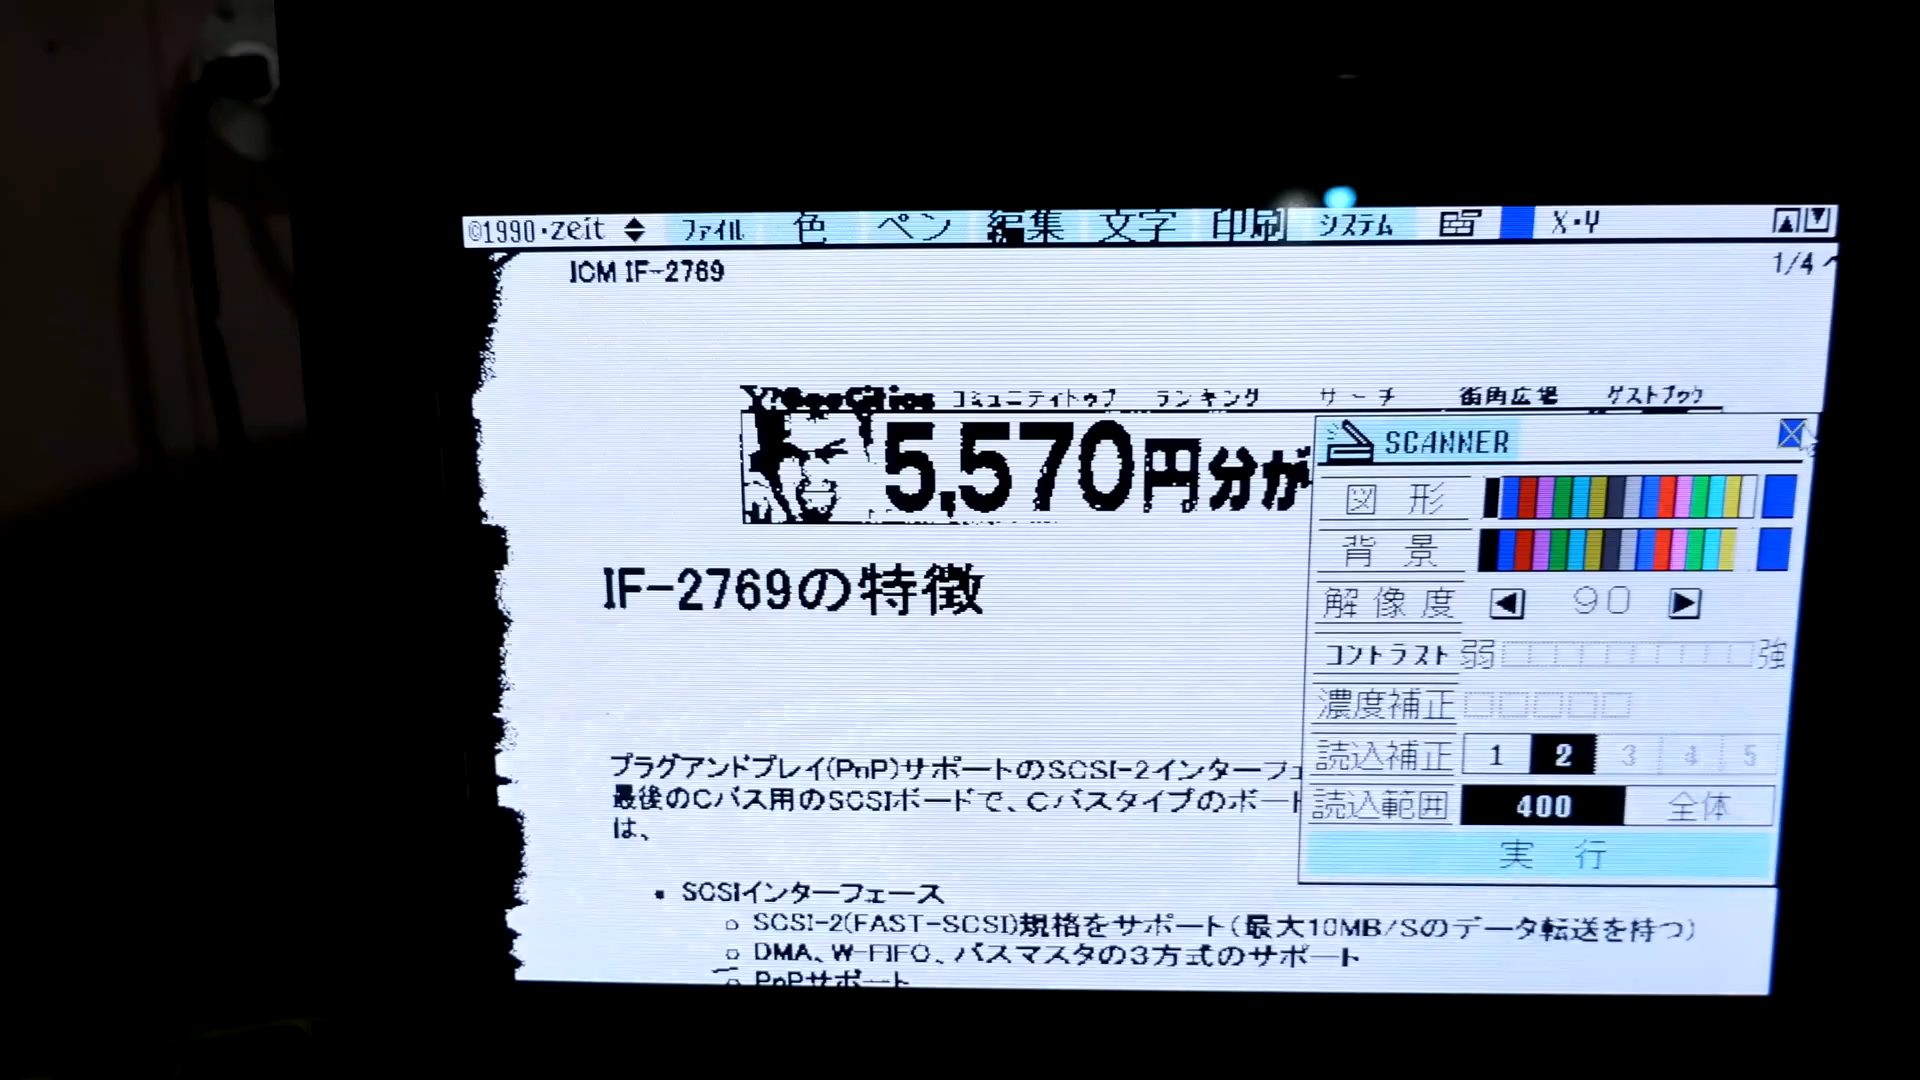 ©1990・zeit ファイル 色 ペン 編集 文字 印刷 システム X・Y
ICM IF-2769 1/4
Y!GeoCities コミュニティトップ ランキング サーチ 街角広場 ゲストブック
5,570円分が
IF-2769の特徴
プラグアンドプレイ(PnP)サポートのSCSI-2インターフェ
最後のCバス用のSCSIボードで、Cバスタイプのボート
は、
SCSIインターフェース
SCSI-2(FAST-SCSI)規格をサポート(最大10MB/Sのデータ転送を持つ)
DMA、W-FIFO、バスマスタの3方式のサポート
PnPサポート
SCANNER
図形
背景
解像度 90
コントラスト 弱 強
濃度補正
読込補正 1 2 3 4 5
読込範囲 400 全体
実行